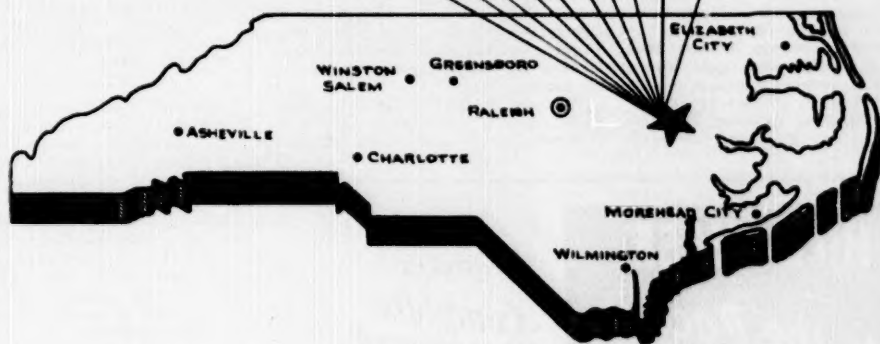 ELIZABETH
CITY
WINSTON
SALEM
GREENSBORO
RALEIGH
ASHEVILLE
CHARLOTTE
MOREHEAD CITY
WILMINGTON